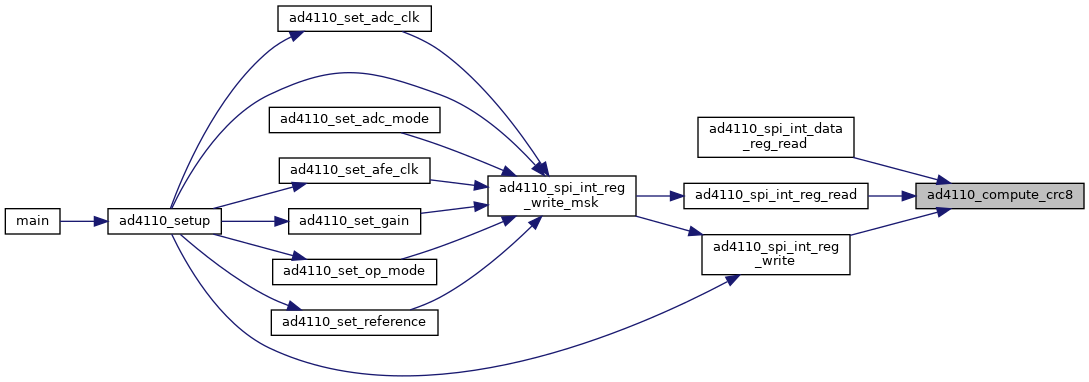 ad4110_set_adc_clk
ad4110_set_adc_mode
ad4110_spi_int_data
_reg_read
ad4110_set_afe_clk
ad4110_spi_int_reg
_write_msk
ad4110_spi_int_reg_read
ad4110_compute_crc8
main
ad4110_setup
ad4110_set_gain
ad4110_spi_int_reg
_write
ad4110_set_op_mode
ad4110_set_reference